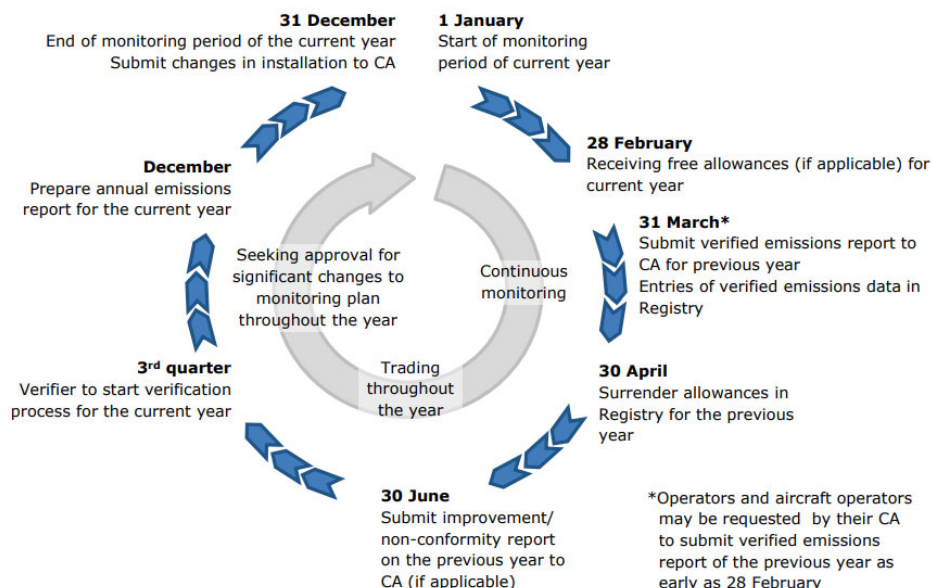 31 December
End of monitoring period of the current year
Submit changes in installation to CA
1 January
Start of monitoring
period of current year
28 February
Receiving free allowances (if applicable) for
current year
31 March*
Submit verified emissions report to
CA for previous year
Entries of verified emissions data in
Registry
30 April
Surrender allowances in
Registry for the previous
year
30 June
Submit improvement/
non-conformity report
on the previous year to
CA (if applicable)
3rd quarter
Verifier to start verification
process for the current year
December
Prepare annual emissions
report for the current year
Seeking approval for
significant changes to
monitoring plan
throughout the year
Continuous
monitoring
Trading
throughout
the year
*Operators and aircraft operators
may be requested by their CA
to submit verified emissions
report of the previous year as
early as 28 February